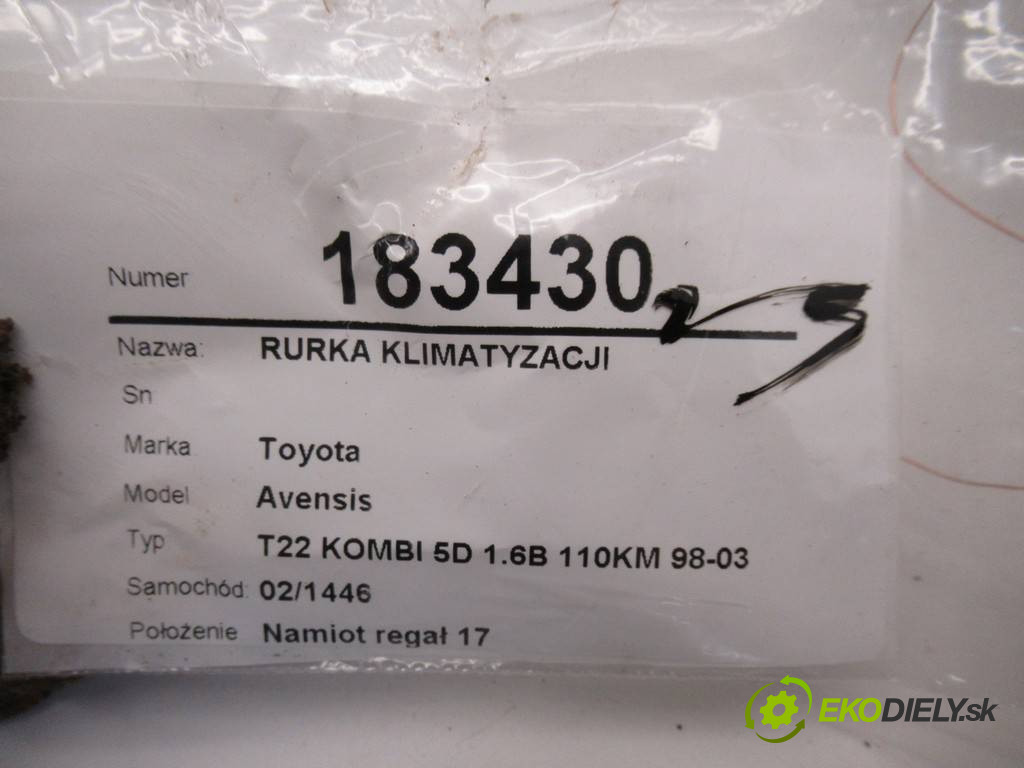 Numer 183430
Nazwa: RURKA KLIMATYZACJI
Sn
Marka Toyota
Model Avensis
Typ T22 KOMBI 5D 1.6B 110KM 98-03
Samochód: 02/1446
Położenie Namiot regał 17
EKODIELY.sk